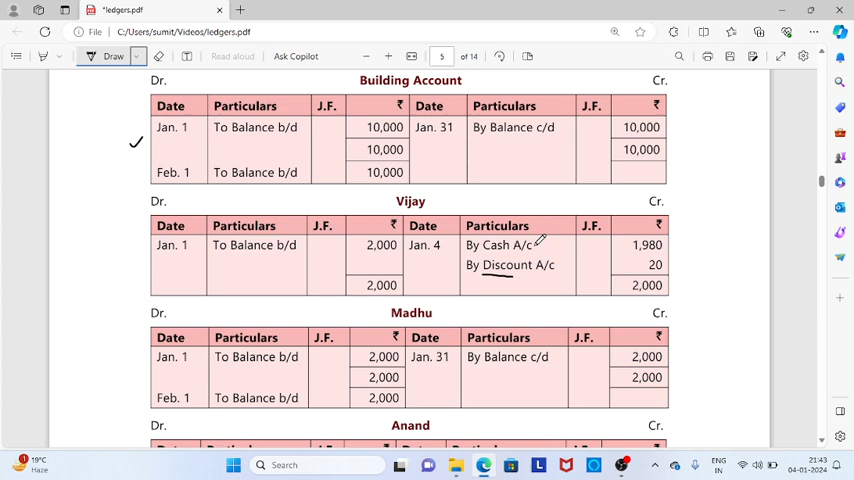 *ledgers.pdf
File C:/Users/sumit/Videos/ledgers.pdf
Draw Read aloud Ask Copilot 5 of 14
Dr. Building Account Cr.
Date Particulars J.F. ₹ Date Particulars J.F. ₹
Jan. 1 To Balance b/d 10,000 Jan. 31 By Balance c/d 10,000
10,000 10,000
Feb. 1 To Balance b/d 10,000
Dr. Vijay Cr.
Date Particulars J.F. ₹ Date Particulars J.F. ₹
Jan. 1 To Balance b/d 2,000 Jan. 4 By Cash A/c 1,980
By Discount A/c 20
2,000 2,000
Dr. Madhu Cr.
Date Particulars J.F. ₹ Date Particulars J.F. ₹
Jan. 1 To Balance b/d 2,000 Jan. 31 By Balance c/d 2,000
2,000 2,000
Feb. 1 To Balance b/d 2,000
Dr. Anand Cr.
19°C
Haze
Search
ENG
IN
21:43
04-01-2024